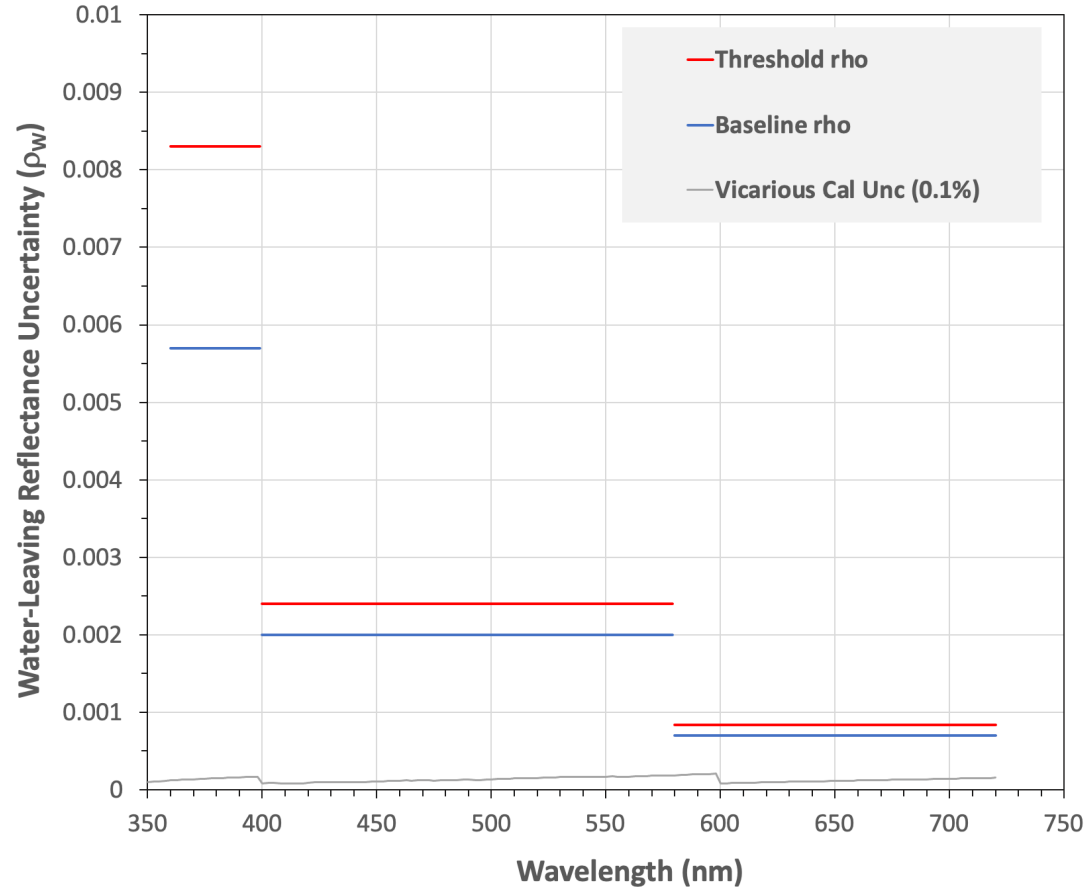 0.01
0.009
0.008
0.007
0.006
0.005
0.004
0.003
0.002
0.001
0
Water-Leaving Reflectance Uncertainty (ρW)
Threshold rho
Baseline rho
Vicarious Cal Unc (0.1%)
350 400 450 500 550 600 650 700 750
Wavelength (nm)